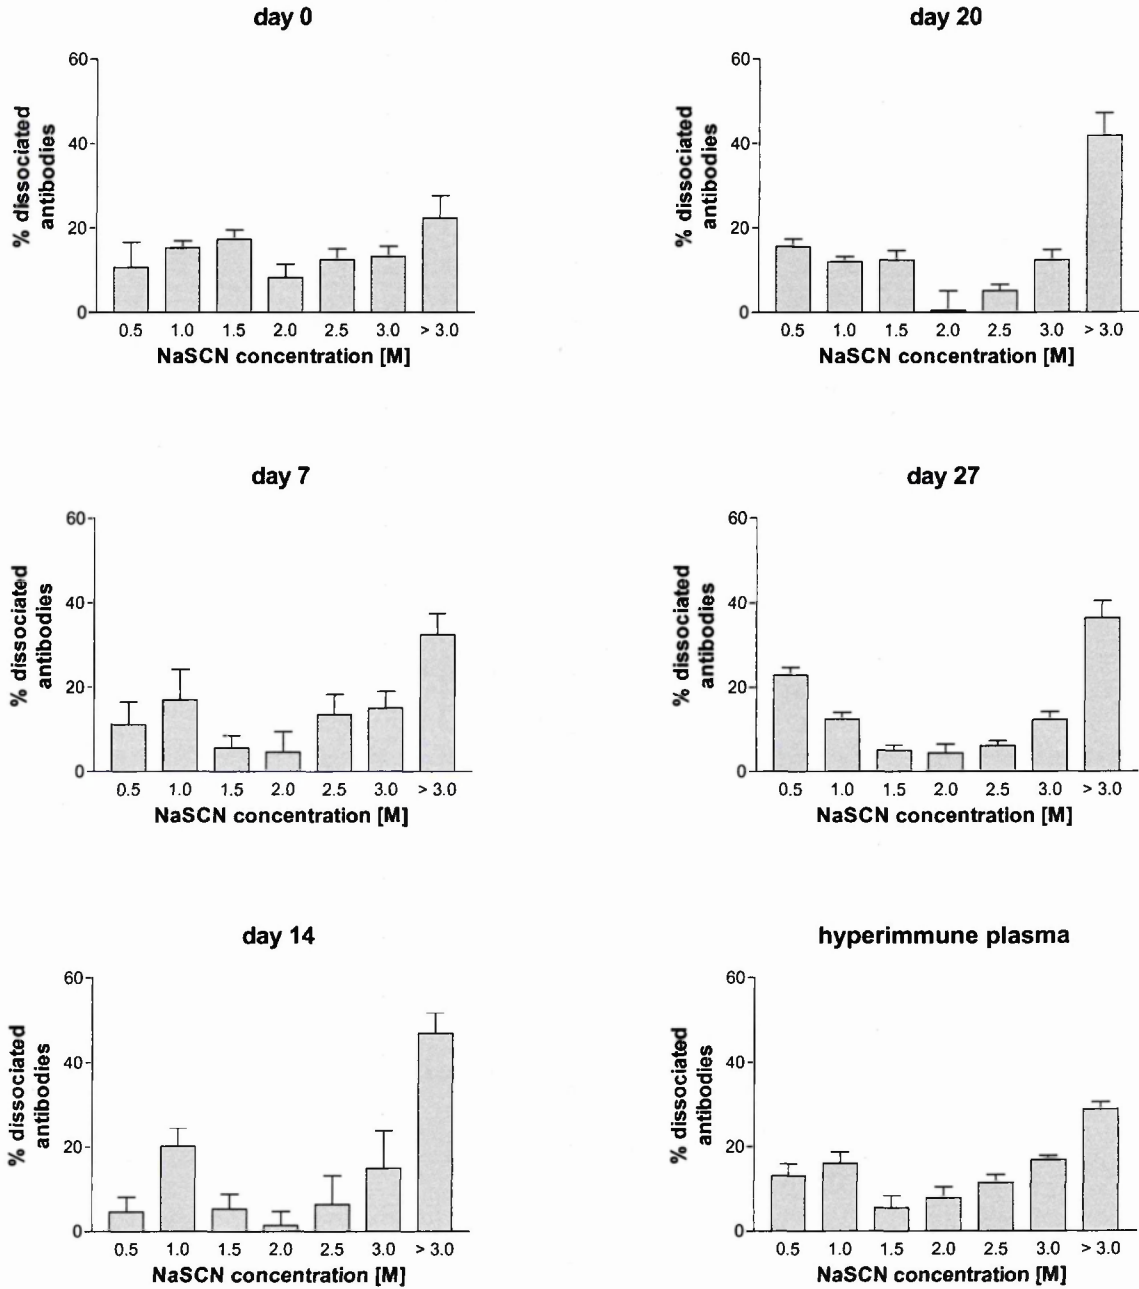 day 0
60
40
20
0
% dissociated
antibodies
0.5 1.0 1.5 2.0 2.5 3.0 > 3.0
NaSCN concentration [M]
day 20
60
40
20
0
% dissociated
antibodies
0.5 1.0 1.5 2.0 2.5 3.0 > 3.0
NaSCN concentration [M]
day 7
60
40
20
0
% dissociated
antibodies
0.5 1.0 1.5 2.0 2.5 3.0 > 3.0
NaSCN concentration [M]
day 27
60
40
20
0
% dissociated
antibodies
0.5 1.0 1.5 2.0 2.5 3.0 > 3.0
NaSCN concentration [M]
day 14
60
40
20
0
% dissociated
antibodies
0.5 1.0 1.5 2.0 2.5 3.0 > 3.0
NaSCN concentration [M]
hyperimmune plasma
60
40
20
0
% dissociated
antibodies
0.5 1.0 1.5 2.0 2.5 3.0 > 3.0
NaSCN concentration [M]